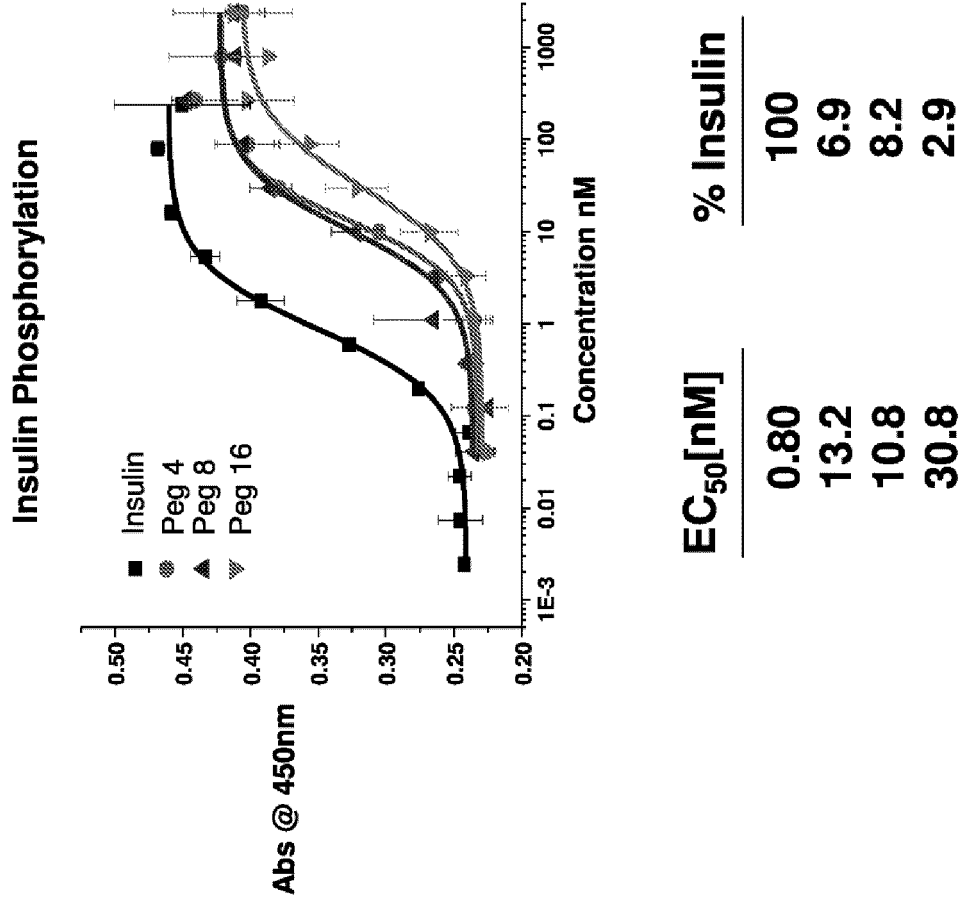 Insulin Phosphorylation
Insulin
Peg 4
Peg 8
Peg 16
0.50
0.45
0.40
0.35
0.30
0.25
0.20
Abs @ 450nm
1E-3 0.01 0.1 1 10 100 1000
Concentration nM
EC50[nM] % Insulin
0.80 100
13.2 6.9
10.8 8.2
30.8 2.9